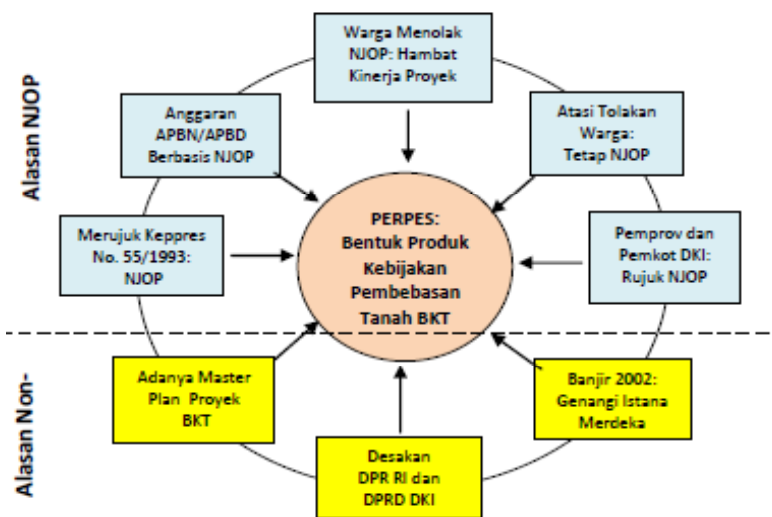 Warga Menolak
NJOP: Hambat
Kinerja Proyek
Anggaran
APBN/APBD
Berbasis NJOP
Atasi Tolakan
Warga:
Tetap NJOP
Merujuk Keppres
No. 55/1993:
NJOP
PERPES:
Bentuk Produk
Kebijakan
Pembebasan
Tanah BKT
Pemprov dan
Pemkot DKI:
Rujuk NJOP
Alasan NJOP
Adanya Master
Plan Proyek
BKT
Desakan
DPR RI dan
DPRD DKI
Banjir 2002:
Genangi Istana
Merdeka
Alasan Non-